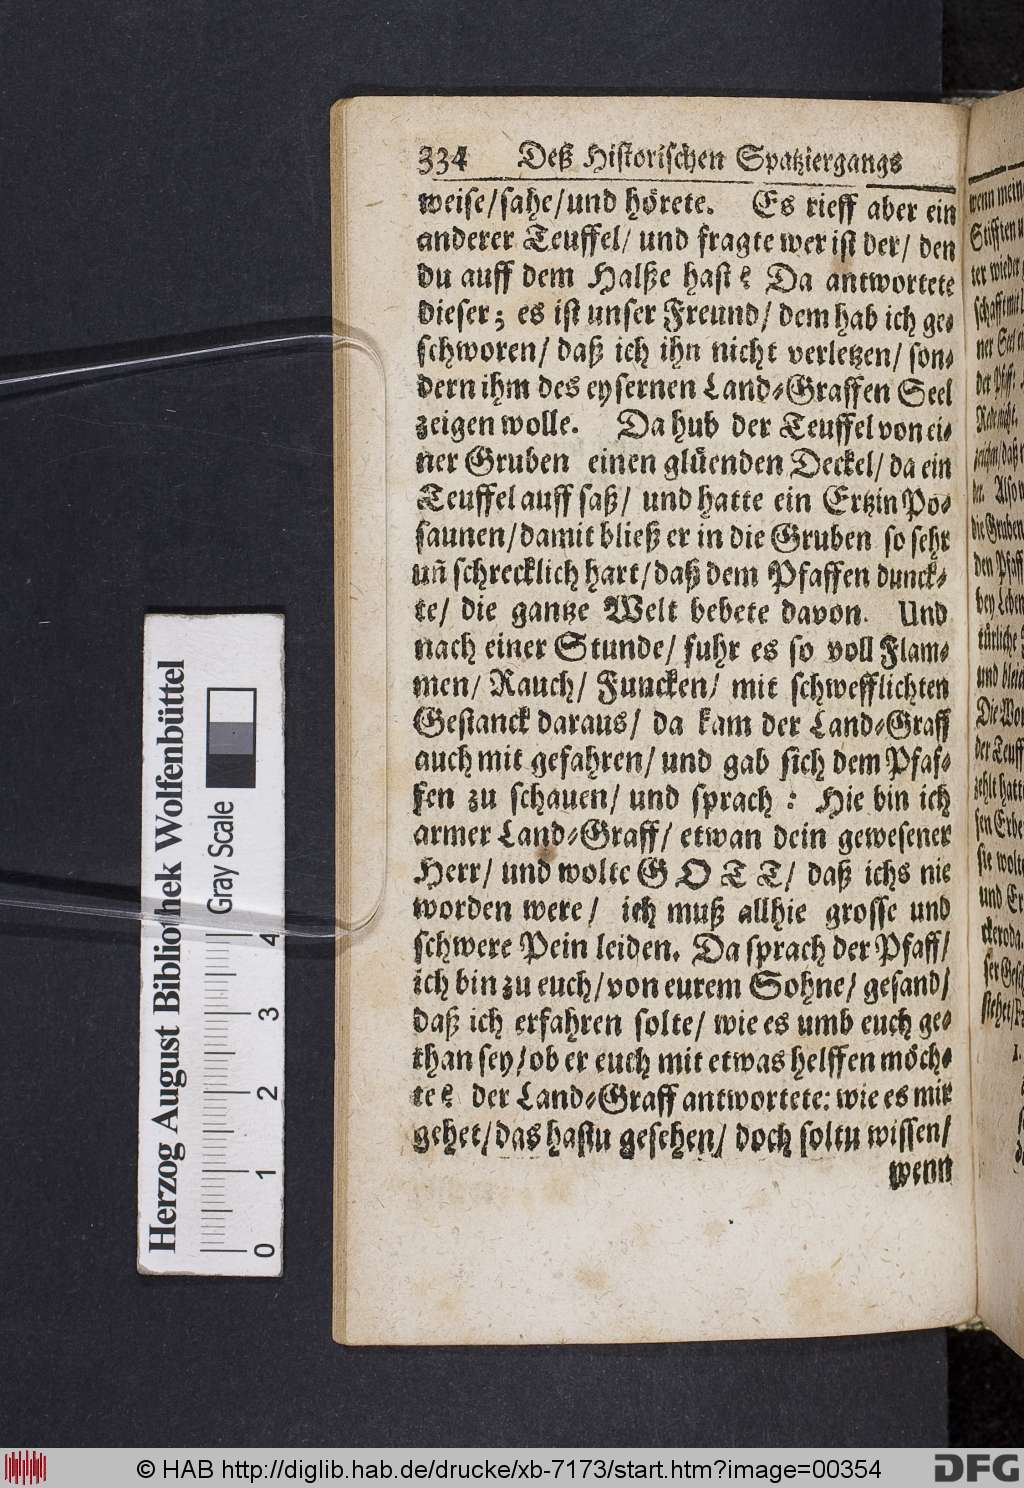 334 Deß Historischen Spatziergangs
weise/sahe/und hörete. Es rieff aber ein
anderer Teuffel/ und fragte wer ist der/ den
du auff dem Halße hast? Da antwortete
dieser; es ist unser Freund/ dem hab ich ge-
schworen/ daß ich ihn nicht verletzen/ son-
dern ihm des eysernen Land-Graffen Seel
zeigen wolle. Da hub der Teuffel von ei-
ner Gruben einen glüenden Deckel/ da ein
Teuffel auff saß/ und hatte ein Ertzin Po-
saunen/damit bließ er in die Gruben so sehr
uñ schrecklich hart/daß dem Pfaffen dunck-
te/ die gantze Welt bebete davon. Und
nach einer Stunde/ fuhr es so voll Flam-
men/ Rauch/ Funcken/ mit schwefflichten
Gestanck daraus/ da kam der Land-Graff
auch mit gefahren/ und gab sich dem Pfaf-
fen zu schauen/ und sprach: Hie bin ich
armer Land-Graff/ etwan dein gewesener
Herr/ und wolte GOTT/ daß ichs nie
worden were/ ich muß allhie grosse und
schwere Pein leiden. Da sprach der Pfaff/
ich bin zu euch/von eurem Sohne/ gesand/
daß ich erfahren solte/ wie es umb euch ge-
than sey/ob er euch mit etwas helffen möch-
te? der Land-Graff antwortete: wie es mir
gehet/das hastu gesehen/ doch soltu wissen/
wenn
Herzog August Bibliothek Wolfenbüttel
Gray Scale
0 1 2 3 4
© HAB http://diglib.hab.de/drucke/xb-7173/start.htm?image=00354
DFG